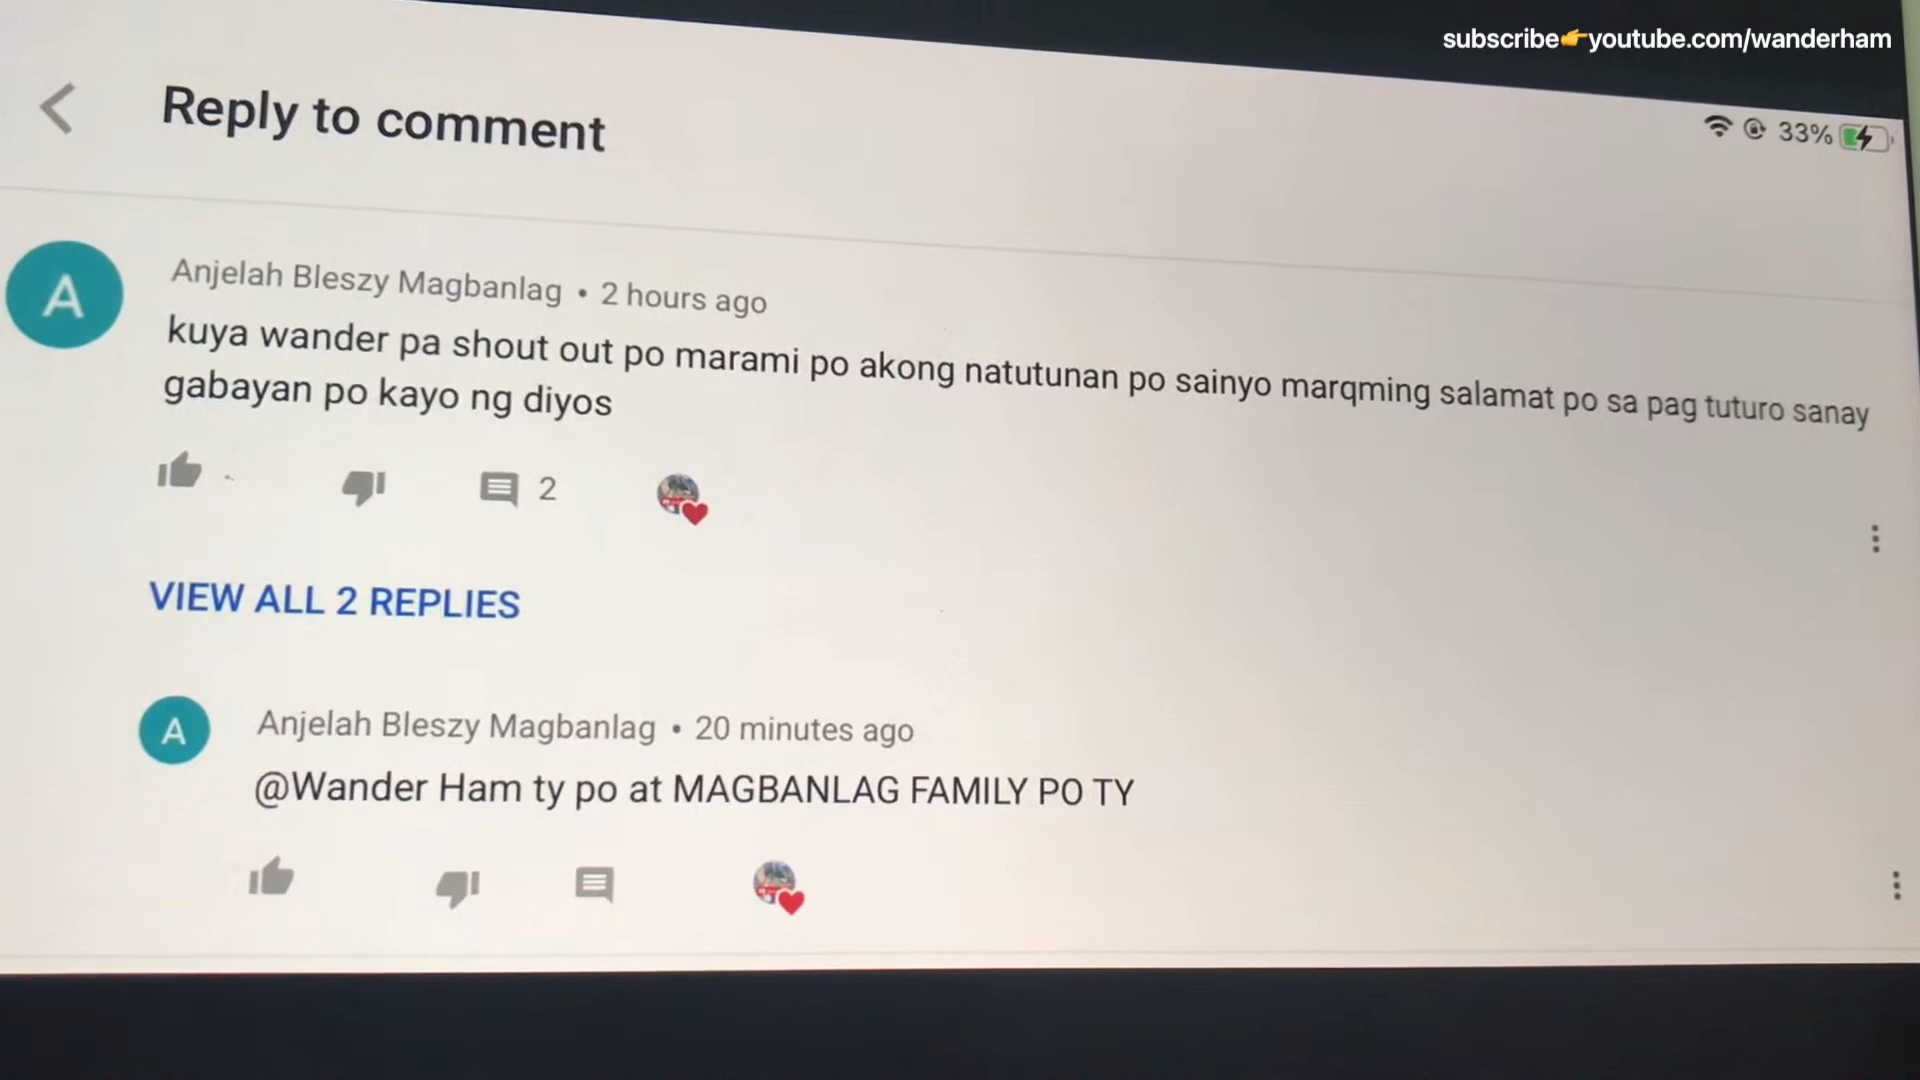 subscribe👉youtube.com/wanderham
Reply to comment
33%
A
Anjelah Bleszy Magbanlag • 2 hours ago
kuya wander pa shout out po marami po akong natutunan po sainyo marqming salamat po sa pag tuturo sanay
gabayan po kayo ng diyos
2
VIEW ALL 2 REPLIES
A
Anjelah Bleszy Magbanlag • 20 minutes ago
@Wander Ham ty po at MAGBANLAG FAMILY PO TY